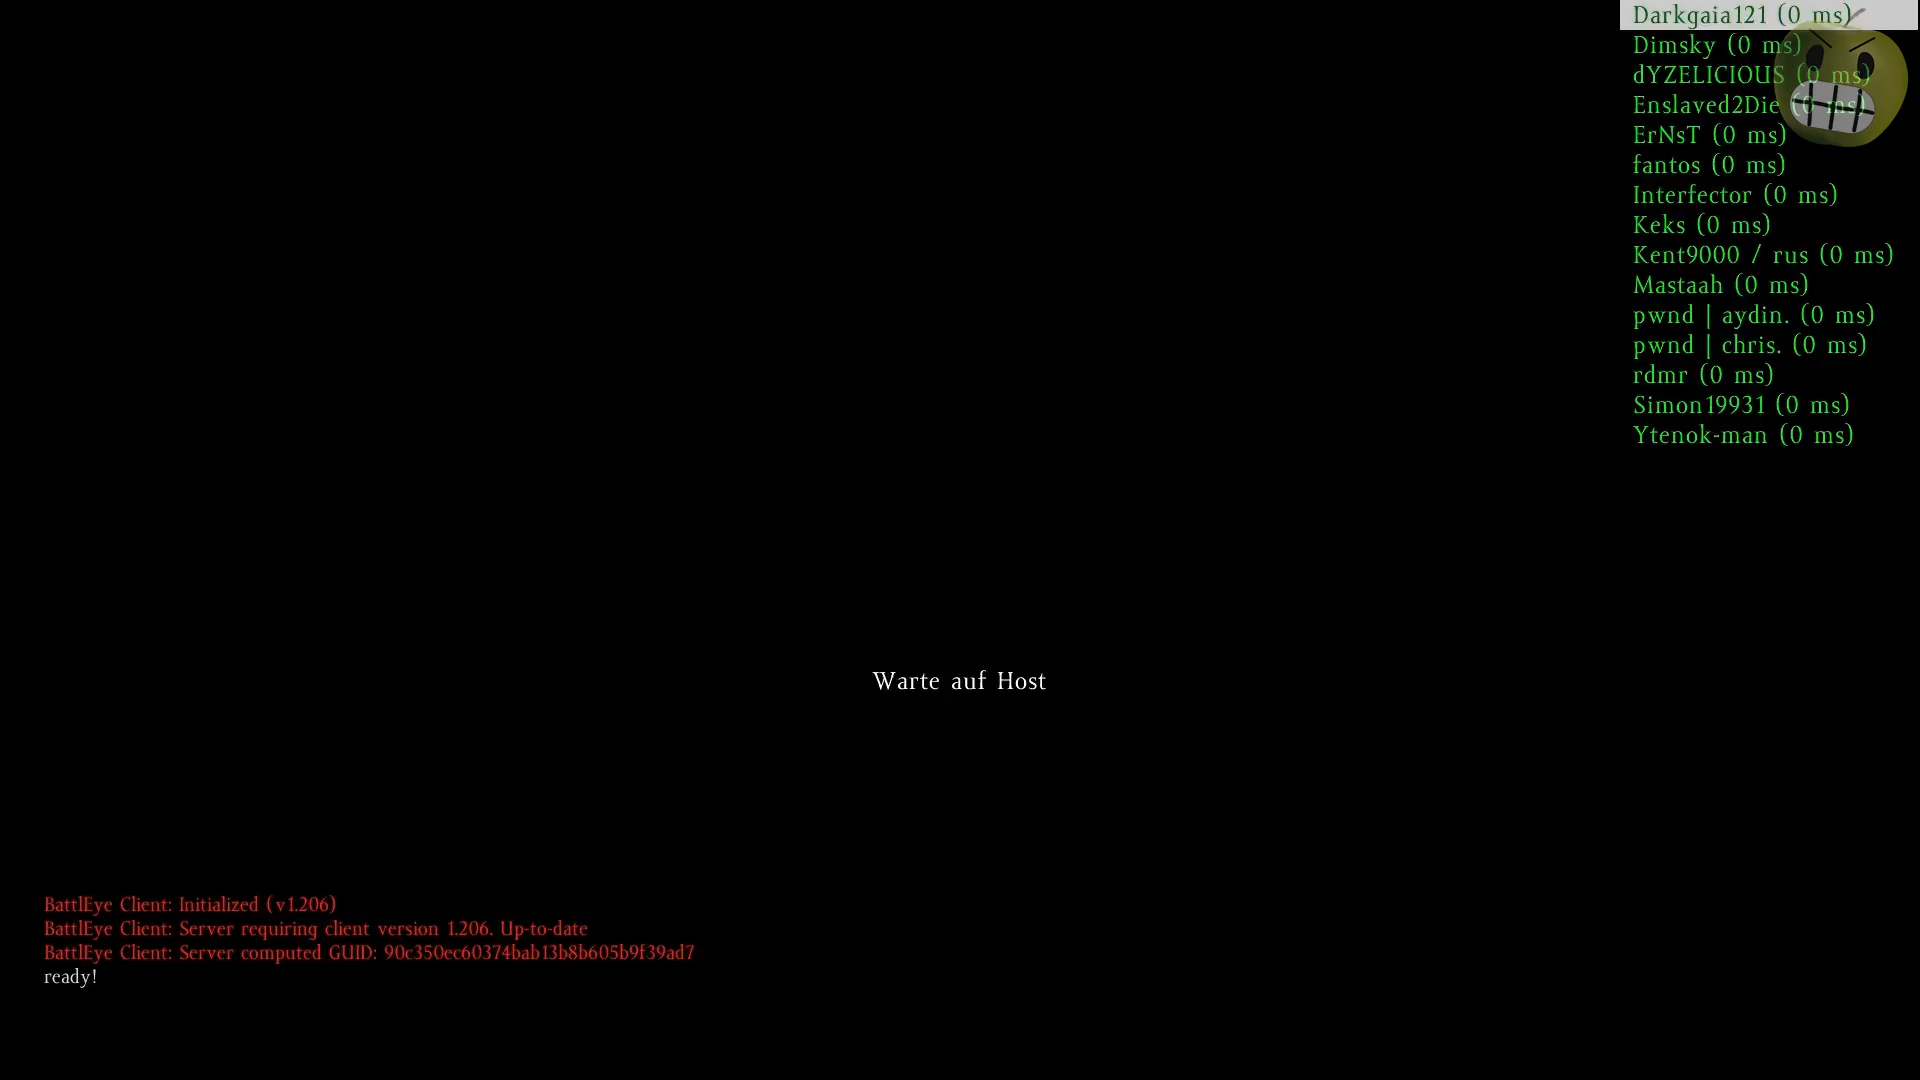 Darkgaia121 (0 ms)
Dimsky (0 ms)
dYZELICIOUS (0 ms)
Enslaved2Die (0 ms)
ErNsT (0 ms)
fantos (0 ms)
Interfector (0 ms)
Keks (0 ms)
Kent9000 / rus (0 ms)
Mastaah (0 ms)
pwnd | aydin. (0 ms)
pwnd | chris. (0 ms)
rdmr (0 ms)
Simon19931 (0 ms)
Ytenok-man (0 ms)
Warte auf Host
BattlEye Client: Initialized (v1.206)
BattlEye Client: Server requiring client version 1.206. Up-to-date
BattlEye Client: Server computed GUID: 90c350ec60374bab13b8b605b9f39ad7
ready!